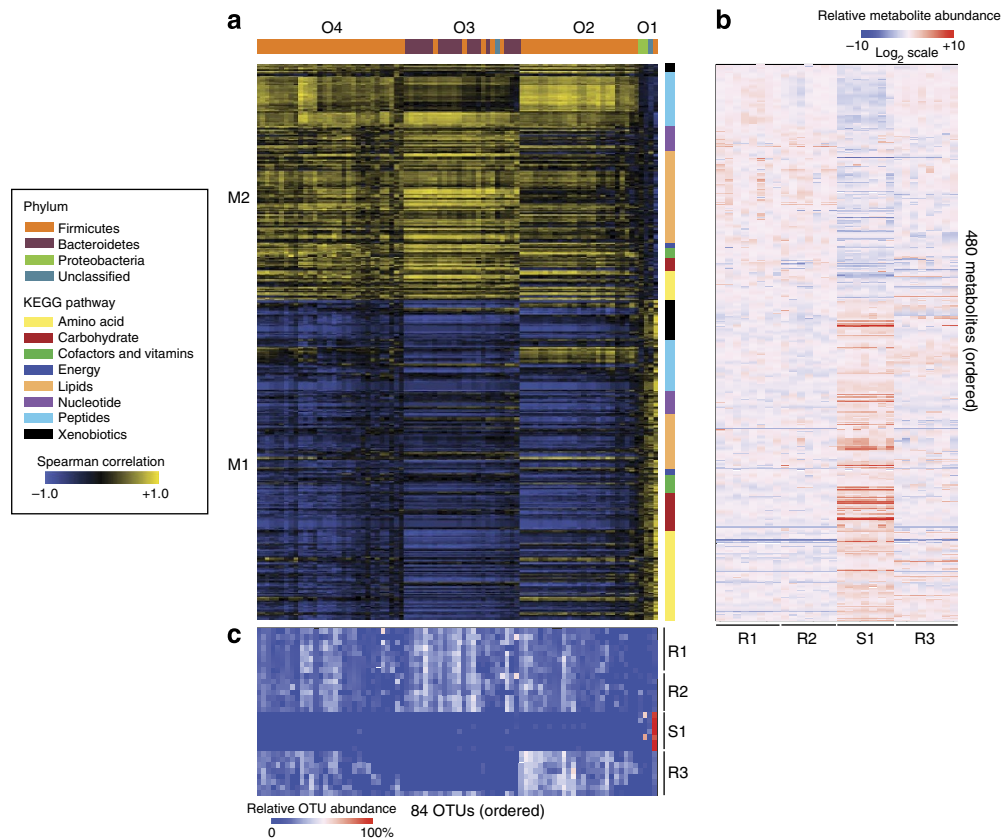 a
O4 O3 O2 O1
M2
M1
Phylum
Firmicutes
Bacteroidetes
Proteobacteria
Unclassified
KEGG pathway
Amino acid
Carbohydrate
Cofactors and vitamins
Energy
Lipids
Nucleotide
Peptides
Xenobiotics
Spearman correlation
−1.0 +1.0
b
Relative metabolite abundance
−10 +10
Log2 scale
480 metabolites (ordered)
R1 R2 S1 R3
c
R1
R2
S1
R3
Relative OTU abundance
0 100%
84 OTUs (ordered)